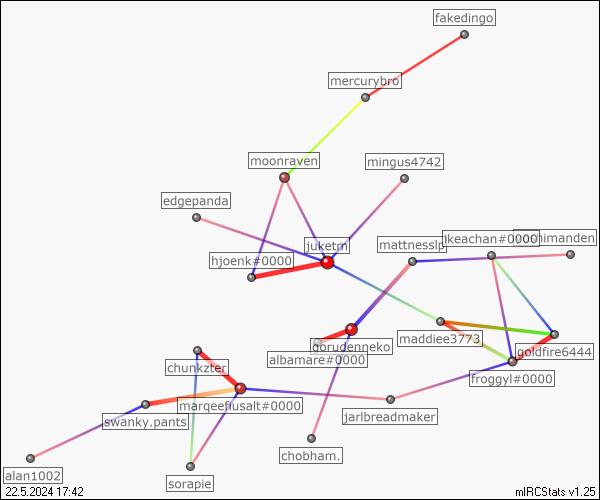 fakedingo
mercurybro
moonraven
mingus4742
edgepanda
juketm
mattnesslp
ikeachan#0000
himanden
hjoenk#0000
gorudenneko
maddiee3773
goldfire6444
albamare#0000
chunkzter
froggyl#0000
marqeefiusalt#0000
swanky.pants
jarlbreadmaker
chobham.
alan1002
sorapie
22.5.2024 17:42
mIRCStats v1.25